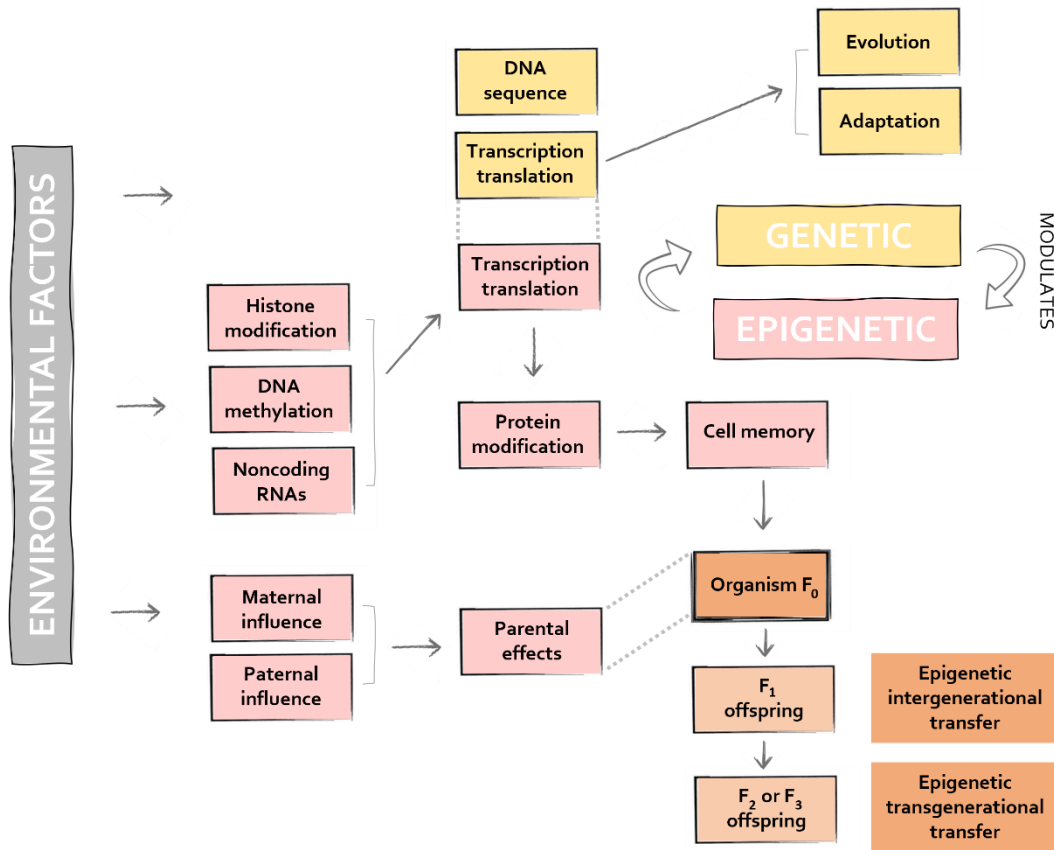 ENVIRONMENTAL FACTORS
DNA
sequence
Transcription
translation
Evolution
Adaptation
Transcription
translation
GENETIC
EPIGENETIC
MODULATES
Histone
modification
DNA
methylation
Noncoding
RNAs
Protein
modification
Cell memory
Maternal
influence
Paternal
influence
Parental
effects
Organism F₀
F₁
offspring
Epigenetic
intergenerational
transfer
F₂ or F₃
offspring
Epigenetic
transgenerational
transfer